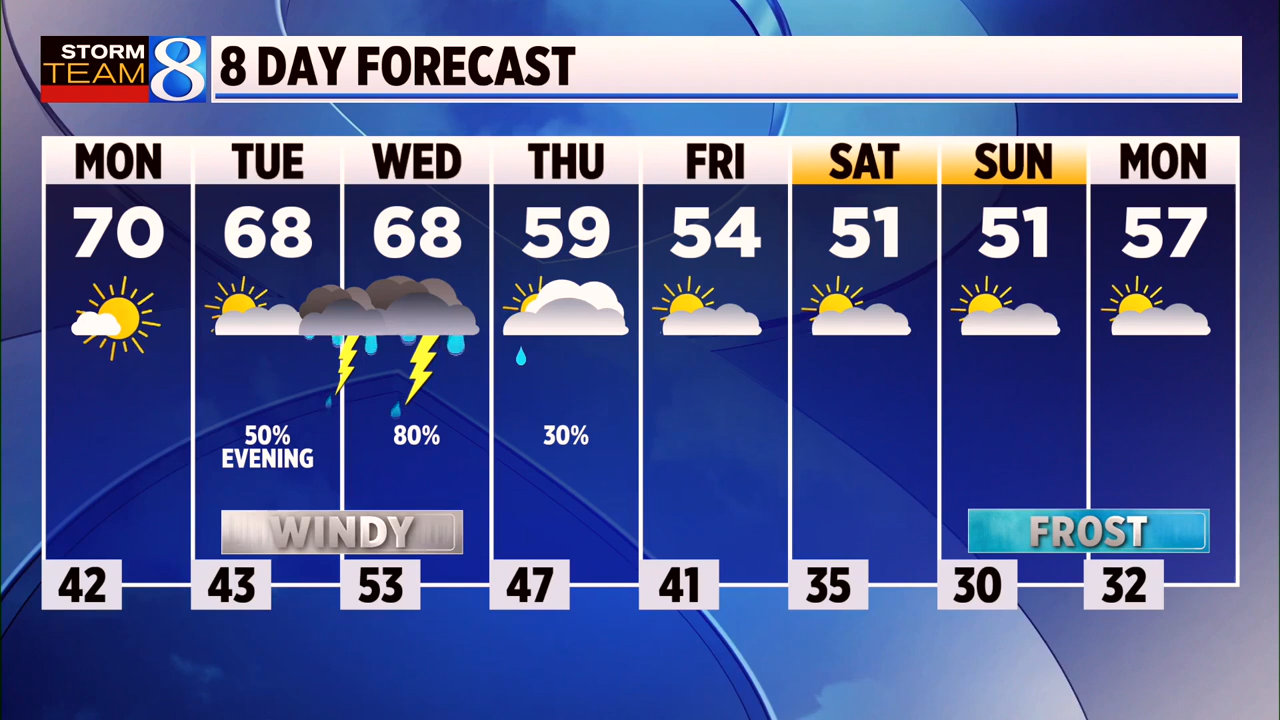 STORM
TEAM 8
8 DAY FORECAST
MON TUE WED THU FRI SAT SUN MON
70 68 68 59 54 51 51 57
50% 80% 30%
EVENING
WINDY FROST
42 43 53 47 41 35 30 32